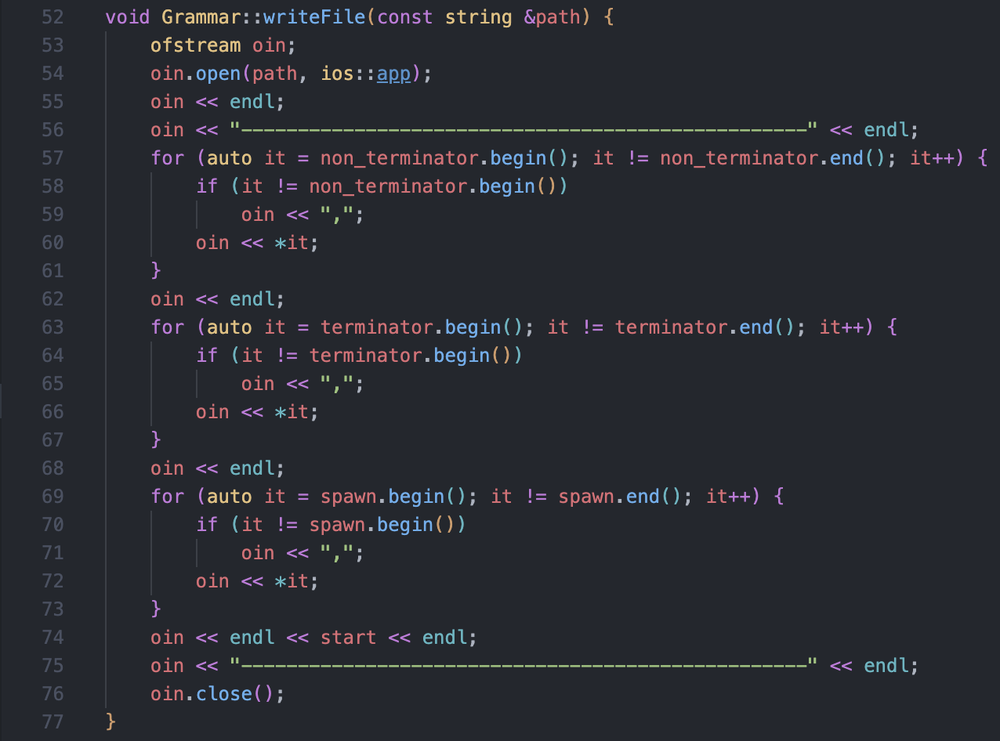 52 void Grammar::writeFile(const string &path) {
53     ofstream oin;
54     oin.open(path, ios::app);
55     oin << endl;
56     oin << "--------------------------------------------------" << endl;
57     for (auto it = non_terminator.begin(); it != non_terminator.end(); it++) {
58         if (it != non_terminator.begin())
59             oin << ",";
60         oin << *it;
61     }
62     oin << endl;
63     for (auto it = terminator.begin(); it != terminator.end(); it++) {
64         if (it != terminator.begin())
65             oin << ",";
66         oin << *it;
67     }
68     oin << endl;
69     for (auto it = spawn.begin(); it != spawn.end(); it++) {
70         if (it != spawn.begin())
71             oin << ",";
72         oin << *it;
73     }
74     oin << endl << start << endl;
75     oin << "--------------------------------------------------" << endl;
76     oin.close();
77 }